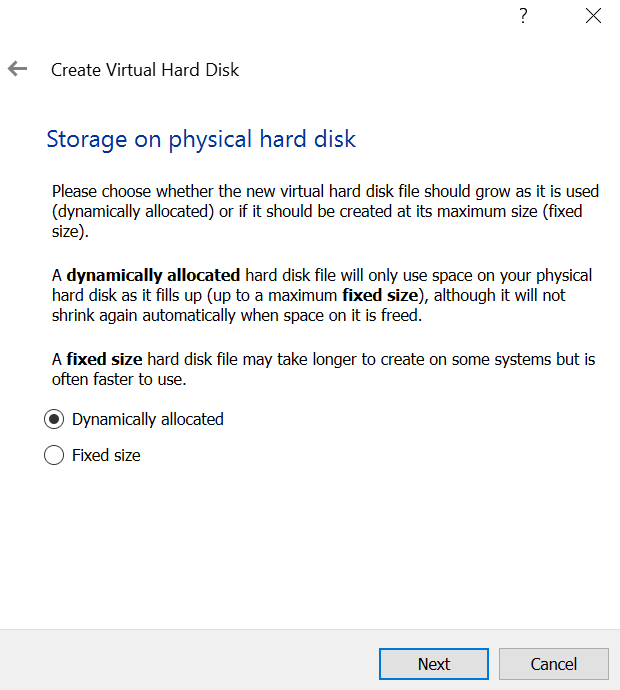 ?
Create Virtual Hard Disk
Storage on physical hard disk
Please choose whether the new virtual hard disk file should grow as it is used
(dynamically allocated) or if it should be created at its maximum size (fixed
size).
A dynamically allocated hard disk file will only use space on your physical
hard disk as it fills up (up to a maximum fixed size), although it will not
shrink again automatically when space on it is freed.
A fixed size hard disk file may take longer to create on some systems but is
often faster to use.
Dynamically allocated
Fixed size
Next Cancel